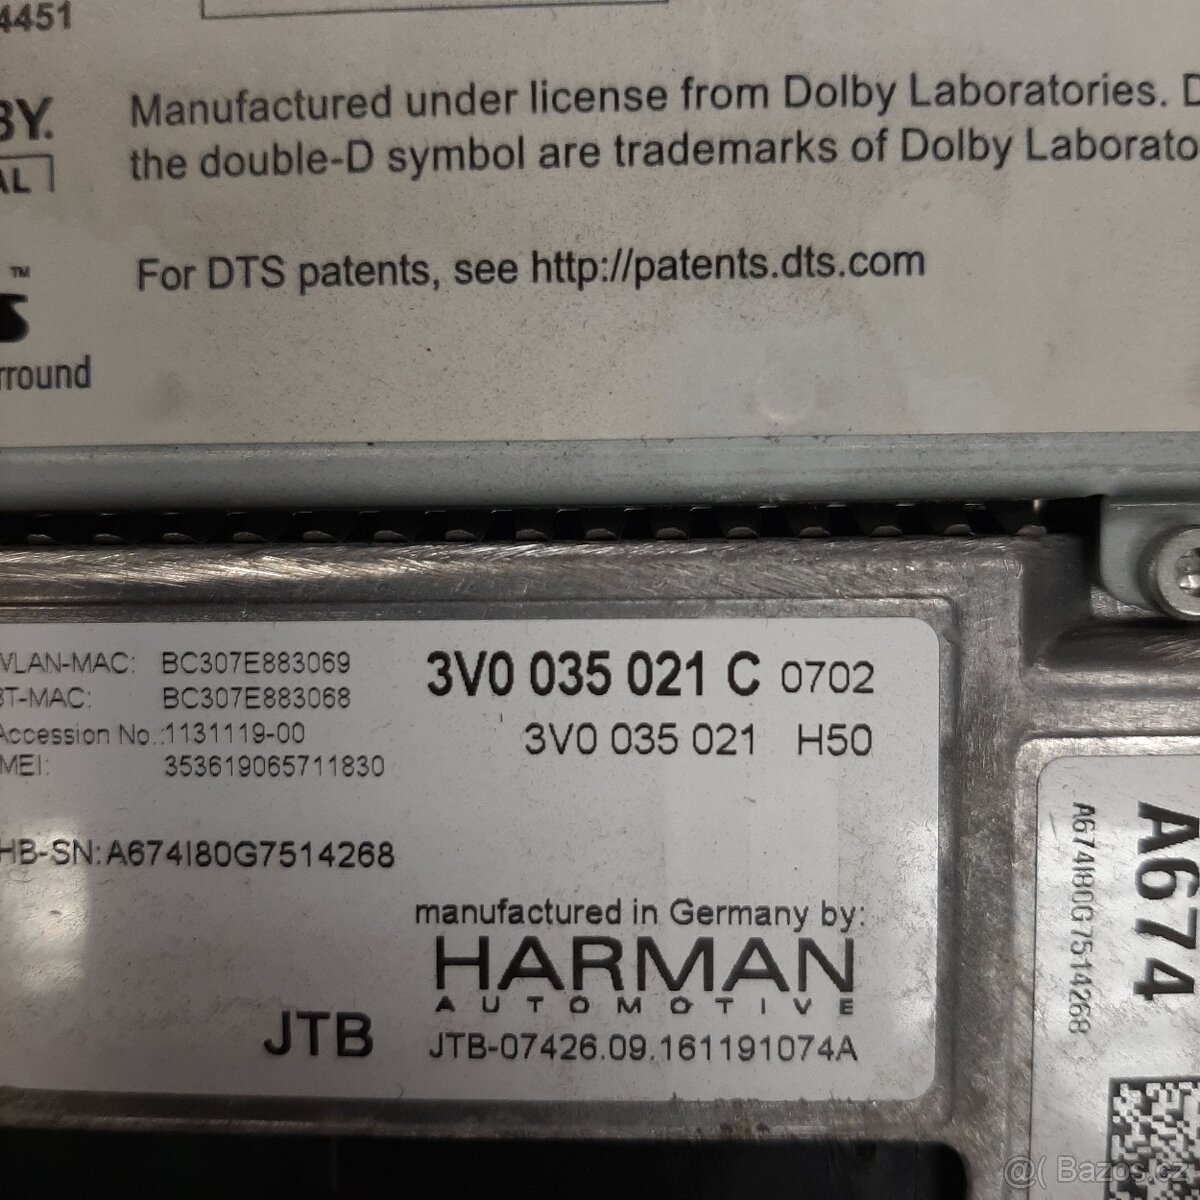 4451
BY.
AL
Manufactured under license from Dolby Laboratories. D
the double-D symbol are trademarks of Dolby Laborato
™
For DTS patents, see http://patents.dts.com
rround
WLAN-MAC: BC307E883069
BT-MAC: BC307E883068
Accession No.:1131119-00
IMEI: 353619065711830
HB-SN:A674I80G7514268
3V0 035 021 C 0702
3V0 035 021 H50
manufactured in Germany by:
HARMAN
AUTOMOTIVE
JTB JTB-07426.09.161191074A
A674I80G7514268
A674
@( Bazos.cz